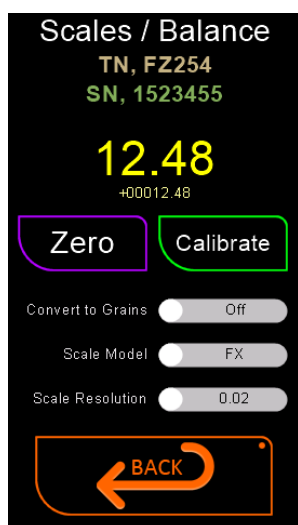 Scales / Balance
TN, FZ254
SN, 1523455
12.48
+00012.48
Zero Calibrate
Convert to Grains Off
Scale Model FX
Scale Resolution 0.02
BACK